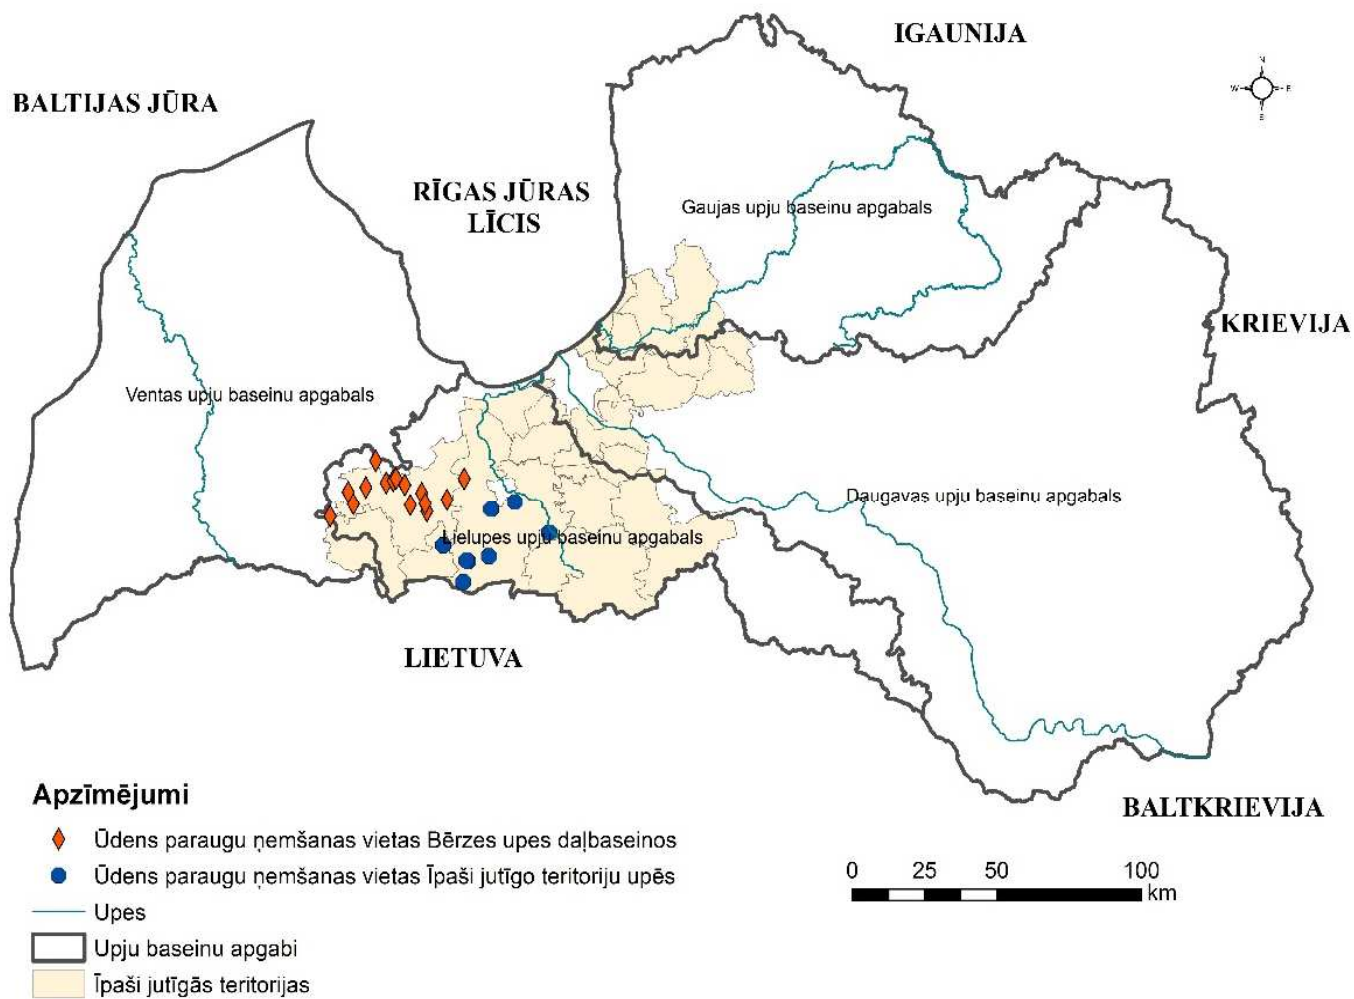 IGAUNIJA
N
W
E
S
BALTIJAS JŪRA
RĪGAS JŪRAS
LĪCIS
Gaujas upju baseinu apgabals
KRIEVIJA
Ventas upju baseinu apgabals
Daugavas upju baseinu apgabals
Lielupes upju baseinu apgabals
LIETUVA
BALTKRIEVIJA
Apzīmējumi
Ūdens paraugu ņemšanas vietas Bērzes upes daļbaseinos
Ūdens paraugu ņemšanas vietas Īpaši jutīgo teritoriju upēs
Upes
Upju baseinu apgabi
Īpaši jutīgās teritorijas
0 25 50 100
km